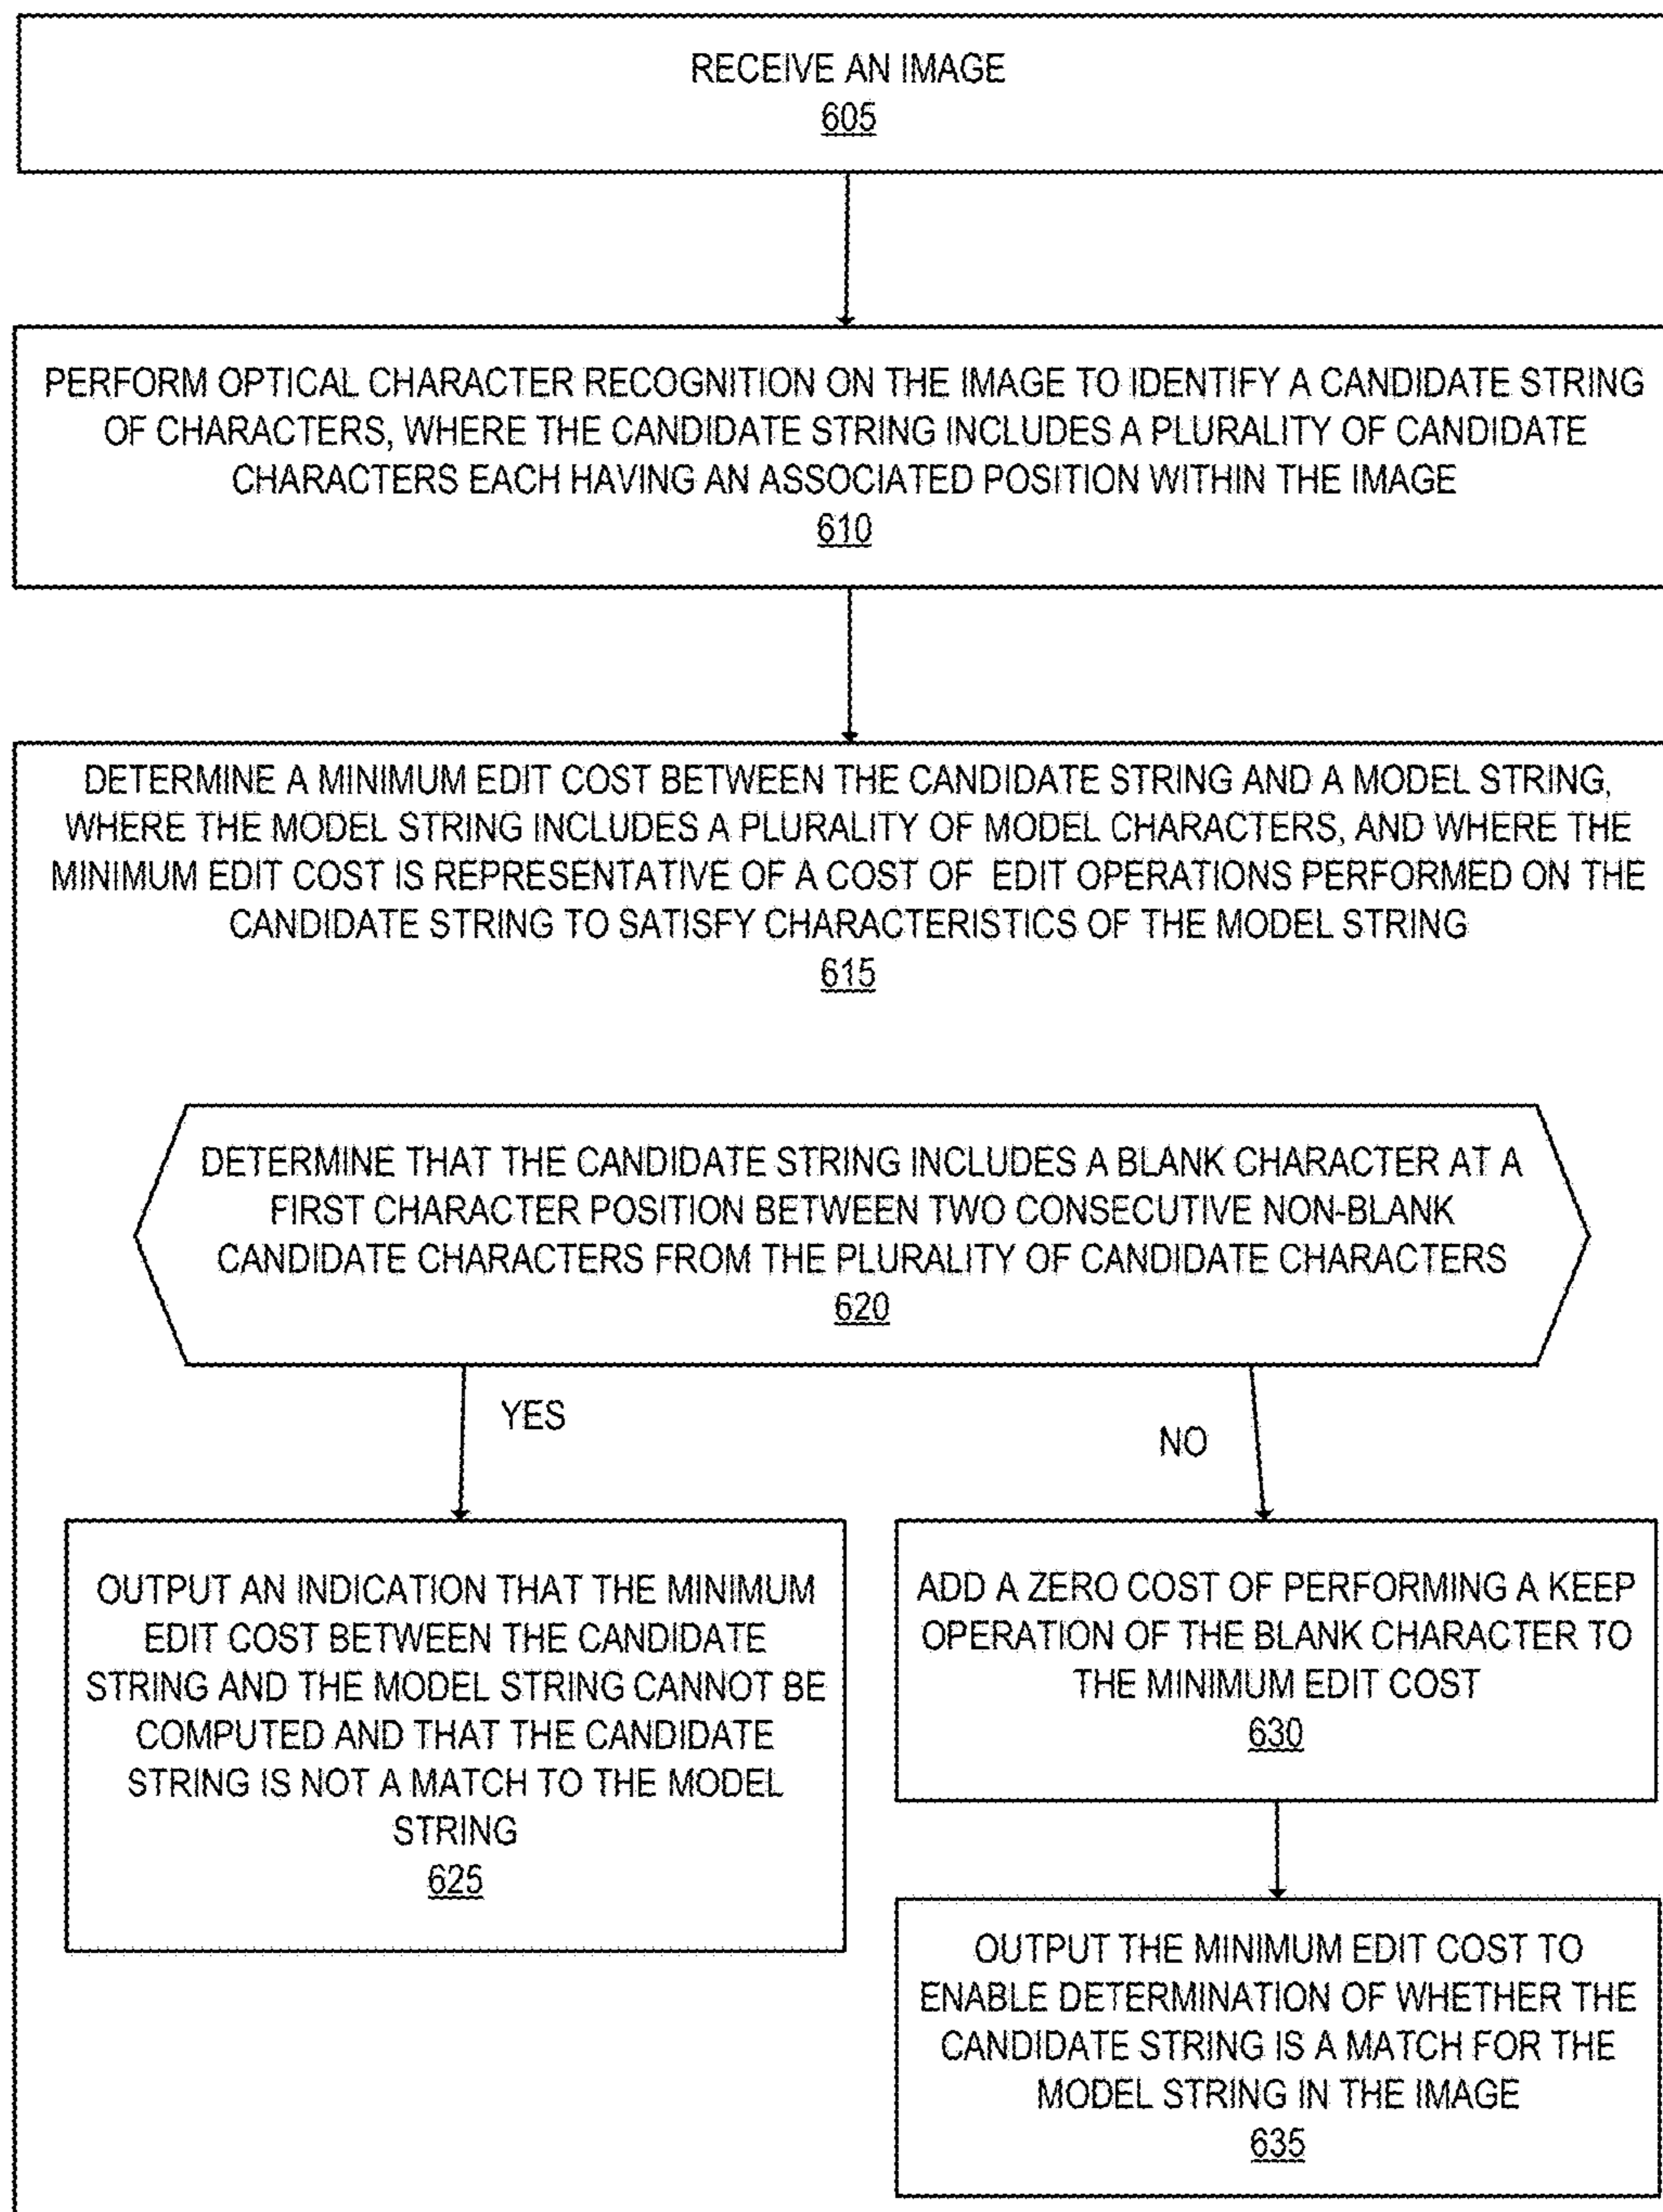 RECEIVE AN IMAGE
605
PERFORM OPTICAL CHARACTER RECOGNITION ON THE IMAGE TO IDENTIFY A CANDIDATE STRING
OF CHARACTERS, WHERE THE CANDIDATE STRING INCLUDES A PLURALITY OF CANDIDATE
CHARACTERS EACH HAVING AN ASSOCIATED POSITION WITHIN THE IMAGE
610
DETERMINE A MINIMUM EDIT COST BETWEEN THE CANDIDATE STRING AND A MODEL STRING,
WHERE THE MODEL STRING INCLUDES A PLURALITY OF MODEL CHARACTERS, AND WHERE THE
MINIMUM EDIT COST IS REPRESENTATIVE OF A COST OF EDIT OPERATIONS PERFORMED ON THE
CANDIDATE STRING TO SATISFY CHARACTERISTICS OF THE MODEL STRING
615
DETERMINE THAT THE CANDIDATE STRING INCLUDES A BLANK CHARACTER AT A
FIRST CHARACTER POSITION BETWEEN TWO CONSECUTIVE NON-BLANK
CANDIDATE CHARACTERS FROM THE PLURALITY OF CANDIDATE CHARACTERS
620
YES
NO
OUTPUT AN INDICATION THAT THE MINIMUM
EDIT COST BETWEEN THE CANDIDATE
STRING AND THE MODEL STRING CANNOT BE
COMPUTED AND THAT THE CANDIDATE
STRING IS NOT A MATCH TO THE MODEL
STRING
625
ADD A ZERO COST OF PERFORMING A KEEP
OPERATION OF THE BLANK CHARACTER TO
THE MINIMUM EDIT COST
630
OUTPUT THE MINIMUM EDIT COST TO
ENABLE DETERMINATION OF WHETHER THE
CANDIDATE STRING IS A MATCH FOR THE
MODEL STRING IN THE IMAGE
635